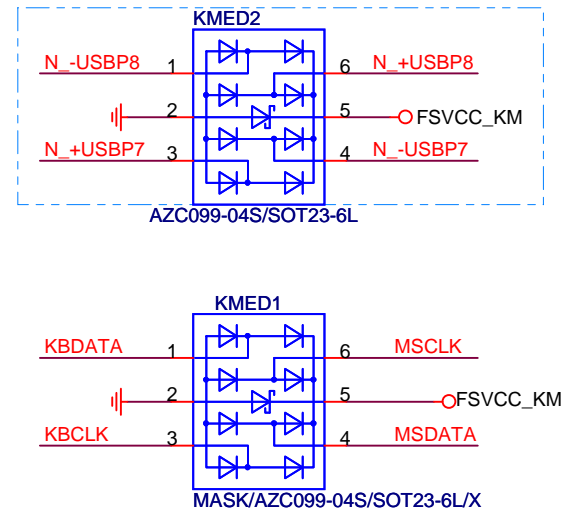 KMED2
N_-USBP8 1 6 N_+USBP8
2 5 FSVCC_KM
N_+USBP7 3 4 N_-USBP7
AZC099-04S/SOT23-6L
KMED1
KBDATA 1 6 MSCLK
2 5 FSVCC_KM
KBCLK 3 4 MSDATA
MASK/AZC099-04S/SOT23-6L/X